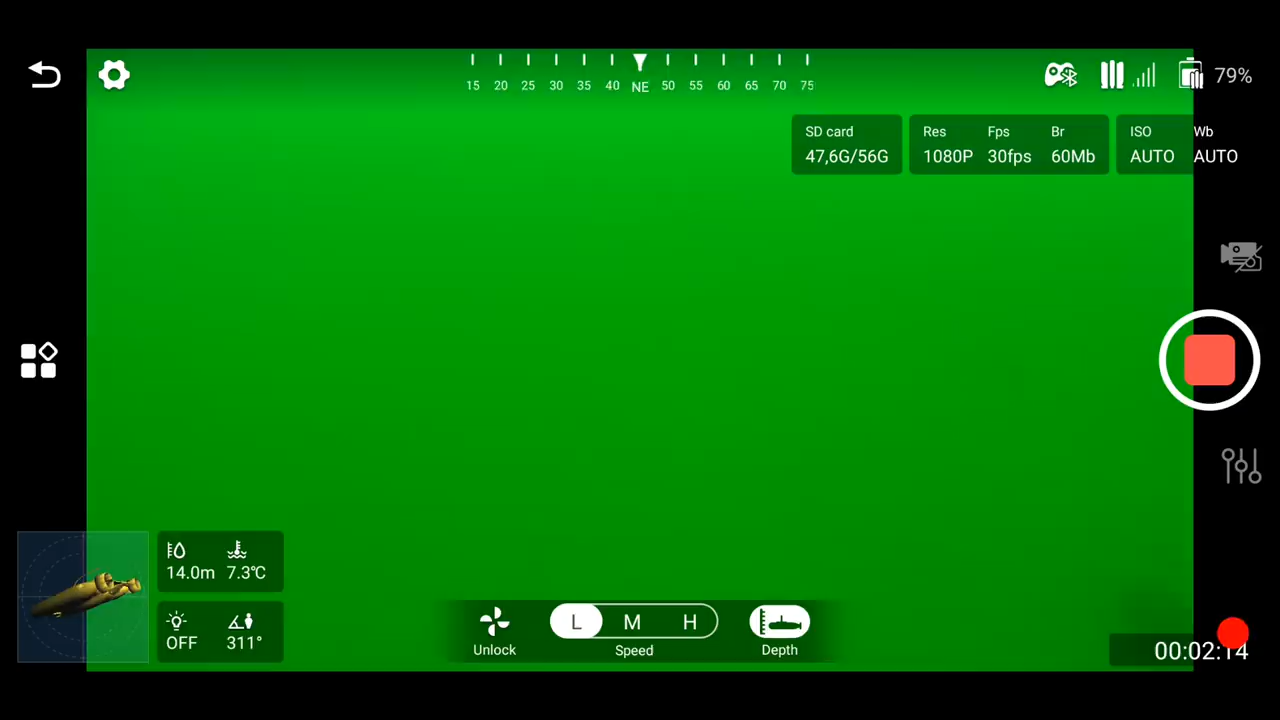 15 20 25 30 35 40 NE 50 55 60 65 70 75
79%
SD card
47,6G/56G
Res Fps Br
1080P 30fps 60Mb
ISO Wb
AUTO AUTO
14.0m 7.3℃
OFF 311°
L M H
Unlock Speed Depth
00:02:14